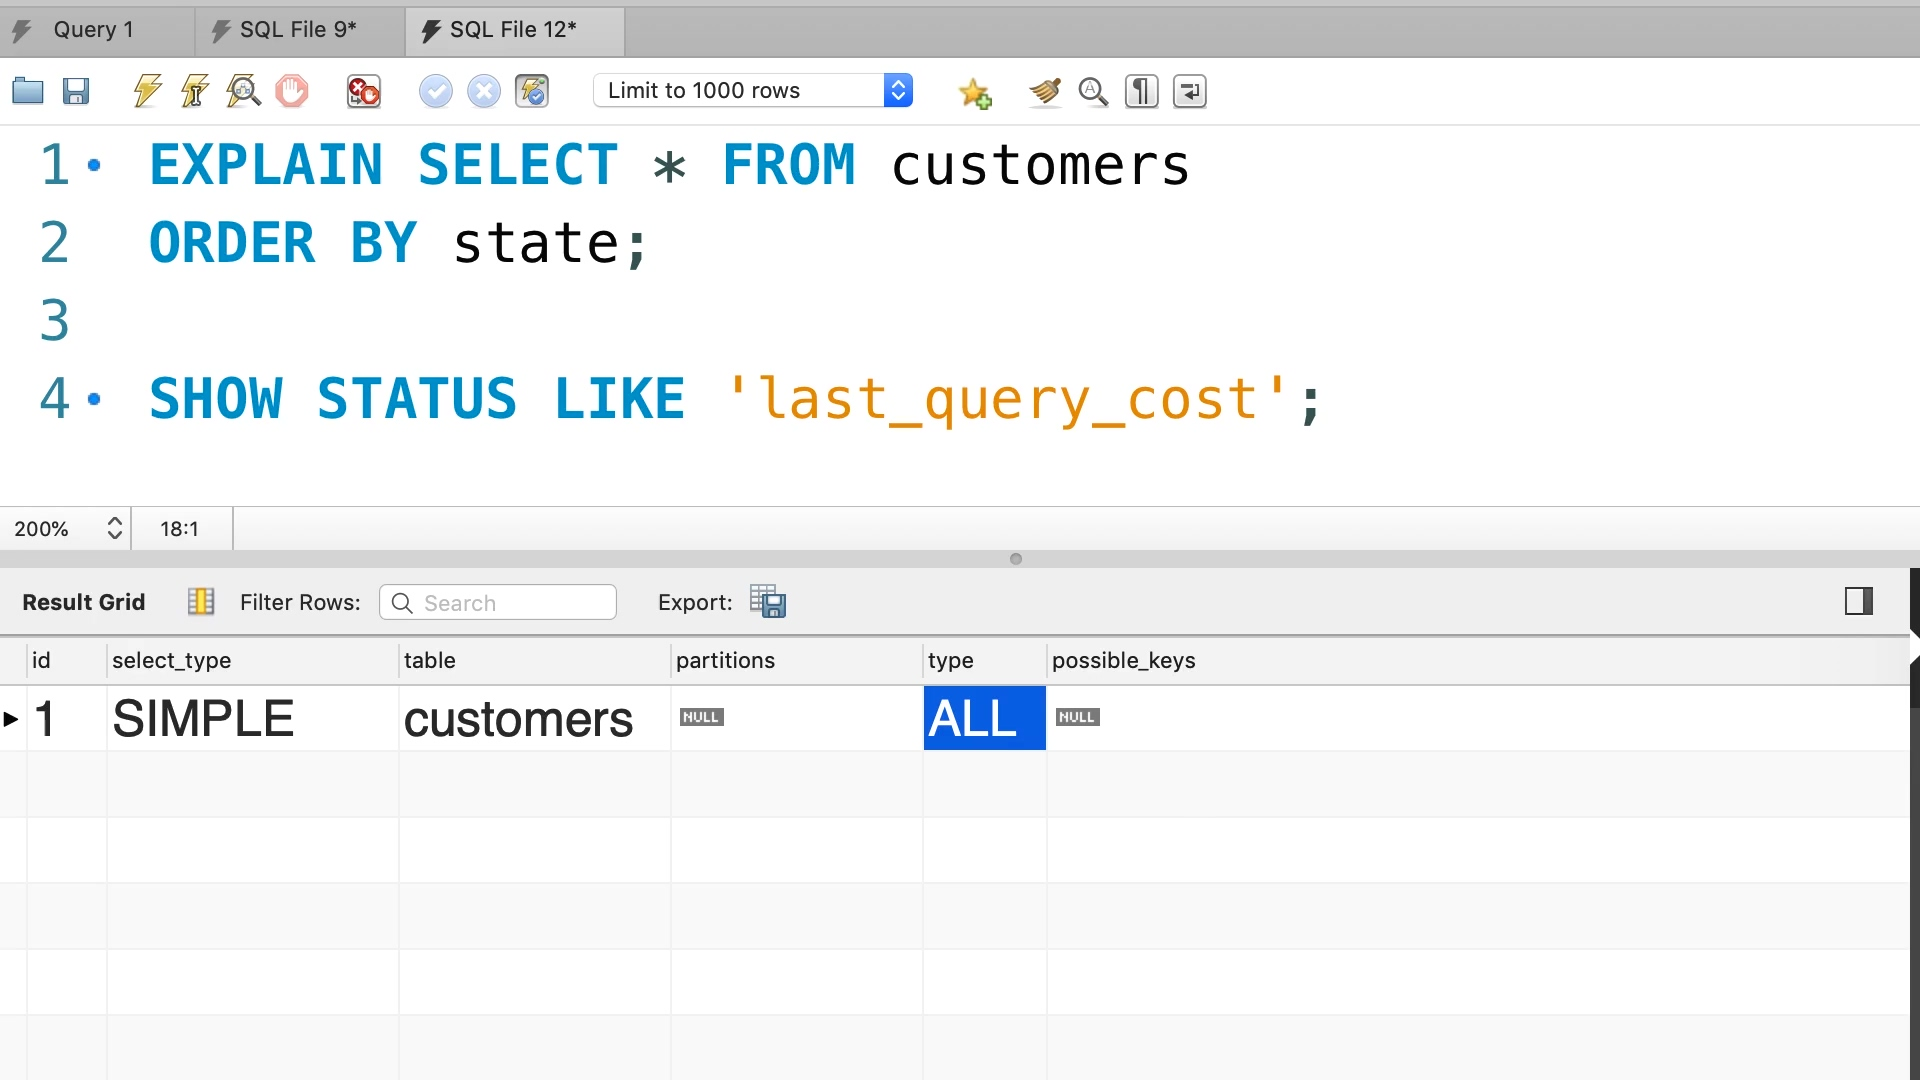 Query 1 SQL File 9* SQL File 12*
Limit to 1000 rows
1 EXPLAIN SELECT * FROM customers
2 ORDER BY state;
3
4 SHOW STATUS LIKE 'last_query_cost';
200% 18:1
Result Grid Filter Rows: Search Export:
id select_type table partitions type possible_keys
1 SIMPLE customers NULL ALL NULL